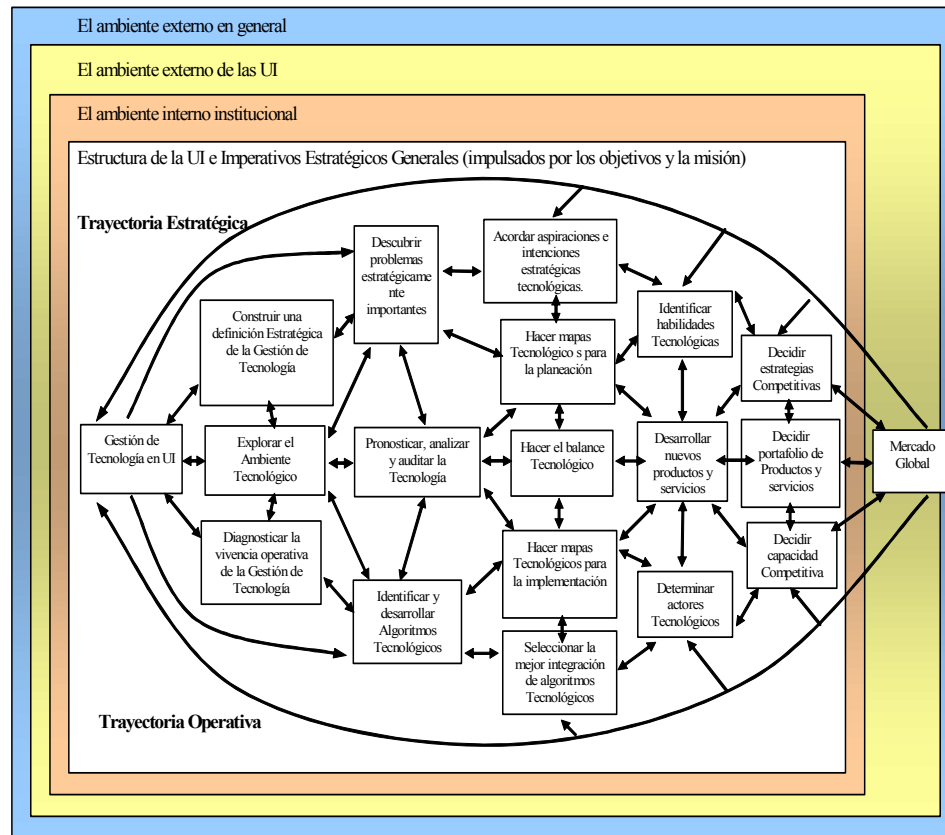 El ambiente externo en general
El ambiente externo de las UI
El ambiente interno institucional
Estructura de la UI e Imperativos Estratégicos Generales (impulsados por los objetivos y la misión)
Trayectoria Estratégica
Descubrir
problemas
estratégicame
nte
importantes
Acordar aspiraciones e
intenciones
estratégicas
tecnológicas.
Construir una
definición Estratégica
de la Gestión de
Tecnología
Hacer mapas
Tecnológico s para
la planeación
Identificar
habilidades
Tecnológicas
Decidir
estrategias
Competitivas
Gestión de
Tecnología en UI
Explorar el
Ambiente
Tecnológico
Pronosticar, analizar
y auditar la
Tecnología
Hacer el balance
Tecnológico
Desarrollar
nuevos
productos y
servicios
Decidir
portafolio de
Productos y
servicios
Mercado
Global
Diagnosticar la
vivencia operativa
de la Gestión de
Tecnología
Identificar y
desarrollar
Algoritmos
Tecnológicos
Hacer mapas
Tecnológicos para
la implementación
Determinar
actores
Tecnológicos
Decidir
capacidad
Competitiva
Seleccionar la
mejor integración
de algoritmos
Tecnológicos
Trayectoria Operativa